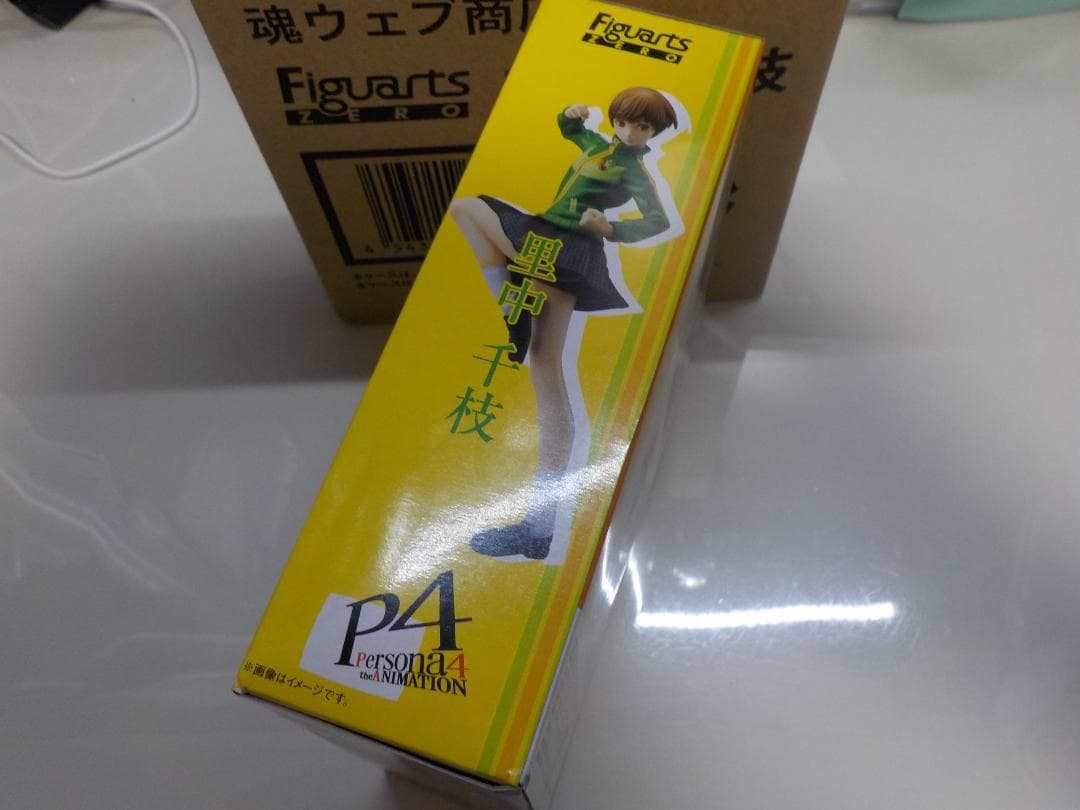 魂ウェブ商店
Figuarts
ZERO
枝
Figuarts
ZERO
里中
千枝
P4
Persona4
the ANIMATION
※画像はイメージです。